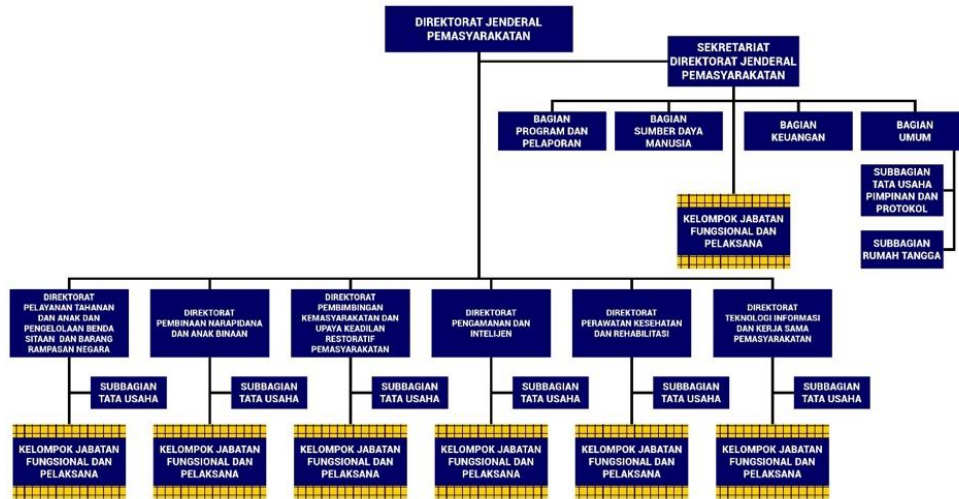 DIREKTORAT JENDERAL
PEMASYARAKATAN
SEKRETARIAT
DIREKTORAT JENDERAL
PEMASYARAKATAN
BAGIAN
PROGRAM DAN
PELAPORAN
BAGIAN
SUMBER DAYA
MANUSIA
BAGIAN
KEUANGAN
BAGIAN
UMUM
SUBBAGIAN
TATA USAHA
PIMPINAN DAN
PROTOKOL
SUBBAGIAN
RUMAH TANGGA
KELOMPOK JABATAN
FUNGSIONAL DAN
PELAKSANA
DIREKTORAT
PELAYANAN TAHANAN
DAN ANAK DAN
PENGELOLAAN BENDA
SITAAN DAN BARANG
RAMPASAN NEGARA
DIREKTORAT
PEMBINAAN NARAPIDANA
DAN ANAK BINAAN
DIREKTORAT
PEMBIMBINGAN
KEMASYARAKATAN DAN
UPAYA KEADILAN
RESTORATIF
PEMASYARAKATAN
DIREKTORAT
PENGAMANAN DAN
INTELIJEN
DIREKTORAT
PERAWATAN KESEHATAN
DAN REHABILITASI
DIREKTORAT
TEKNOLOGI INFORMASI
DAN KERJA SAMA
PEMASYARAKATAN
SUBBAGIAN
TATA USAHA
SUBBAGIAN
TATA USAHA
SUBBAGIAN
TATA USAHA
SUBBAGIAN
TATA USAHA
SUBBAGIAN
TATA USAHA
SUBBAGIAN
TATA USAHA
KELOMPOK JABATAN
FUNGSIONAL DAN
PELAKSANA
KELOMPOK JABATAN
FUNGSIONAL DAN
PELAKSANA
KELOMPOK JABATAN
FUNGSIONAL DAN
PELAKSANA
KELOMPOK JABATAN
FUNGSIONAL DAN
PELAKSANA
KELOMPOK JABATAN
FUNGSIONAL DAN
PELAKSANA
KELOMPOK JABATAN
FUNGSIONAL DAN
PELAKSANA